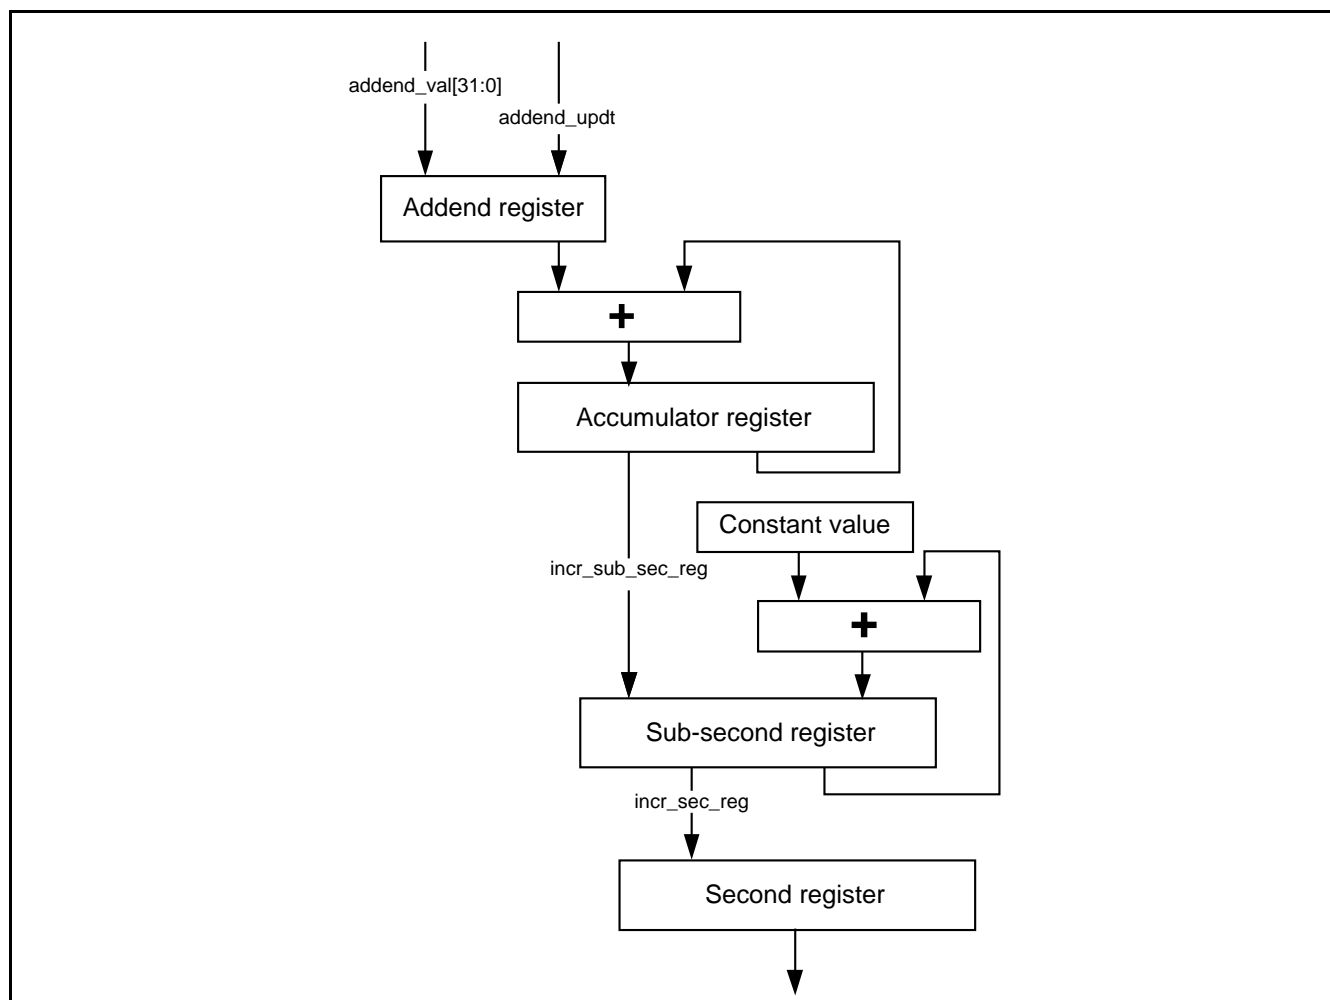 addend_val[31:0]
addend_updt
Addend register
+
Accumulator register
Constant value
incr_sub_sec_reg
+
Sub-second register
incr_sec_reg
Second register